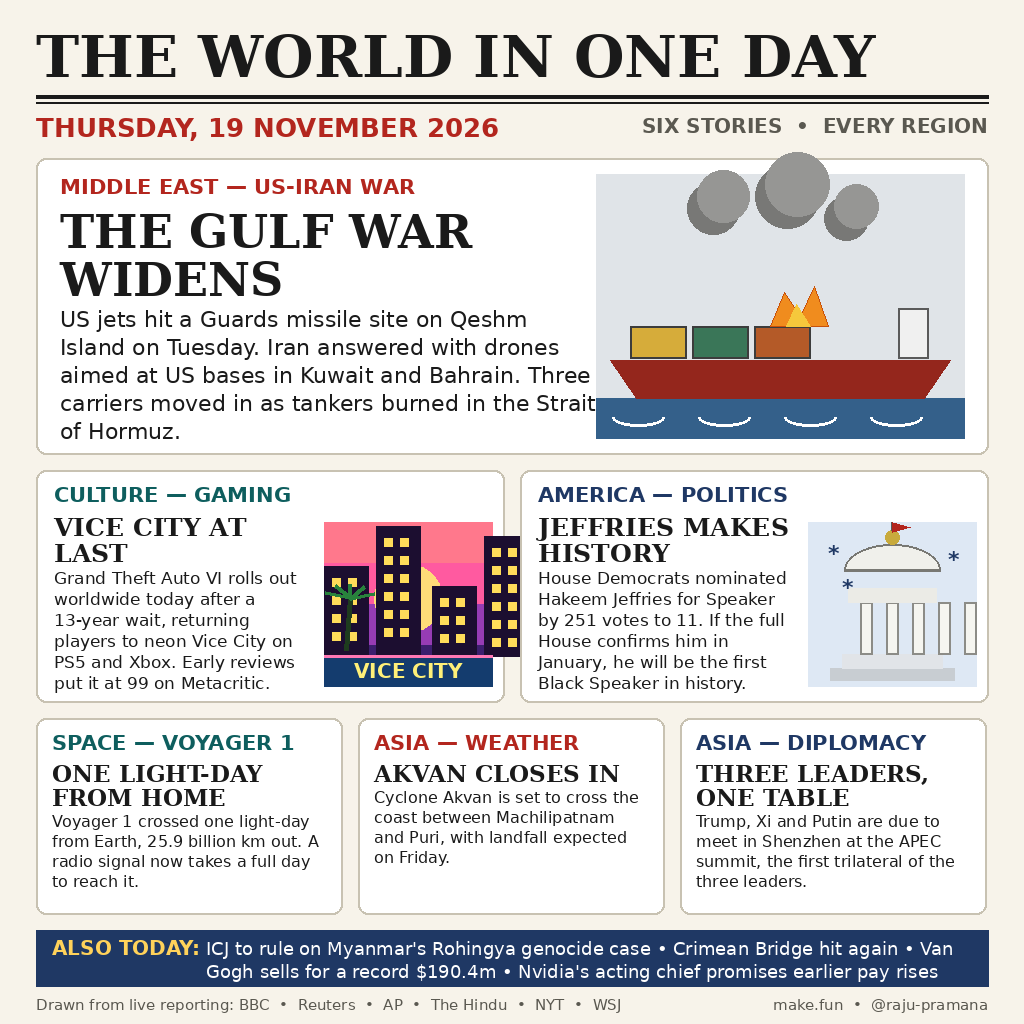 THE WORLD IN ONE DAY
THURSDAY, 19 NOVEMBER 2026
SIX STORIES • EVERY REGION
MIDDLE EAST — US-IRAN WAR
THE GULF WAR
WIDENS
US jets hit a Guards missile site on Qeshm
Island on Tuesday. Iran answered with drones
aimed at US bases in Kuwait and Bahrain. Three
carriers moved in as tankers burned in the Strait
of Hormuz.
CULTURE — GAMING
VICE CITY AT
LAST
Grand Theft Auto VI rolls out
worldwide today after a
13-year wait, returning
players to neon Vice City on
PS5 and Xbox. Early reviews
put it at 99 on Metacritic.
VICE CITY
AMERICA — POLITICS
JEFFRIES MAKES
HISTORY
House Democrats nominated
Hakeem Jeffries for Speaker
by 251 votes to 11. If the full
House confirms him in
January, he will be the first
Black Speaker in history.
SPACE — VOYAGER 1
ONE LIGHT-DAY
FROM HOME
Voyager 1 crossed one light-day
from Earth, 25.9 billion km out. A
radio signal now takes a full day
to reach it.
ASIA — WEATHER
AKVAN CLOSES IN
Cyclone Akvan is set to cross the
coast between Machilipatnam
and Puri, with landfall expected
on Friday.
ASIA — DIPLOMACY
THREE LEADERS,
ONE TABLE
Trump, Xi and Putin are due to
meet in Shenzhen at the APEC
summit, the first trilateral of the
three leaders.
ALSO TODAY: ICJ to rule on Myanmar's Rohingya genocide case • Crimean Bridge hit again • Van
Gogh sells for a record $190.4m • Nvidia's acting chief promises earlier pay rises
Drawn from live reporting: BBC • Reuters • AP • The Hindu • NYT • WSJ
make.fun • @raju-pramana